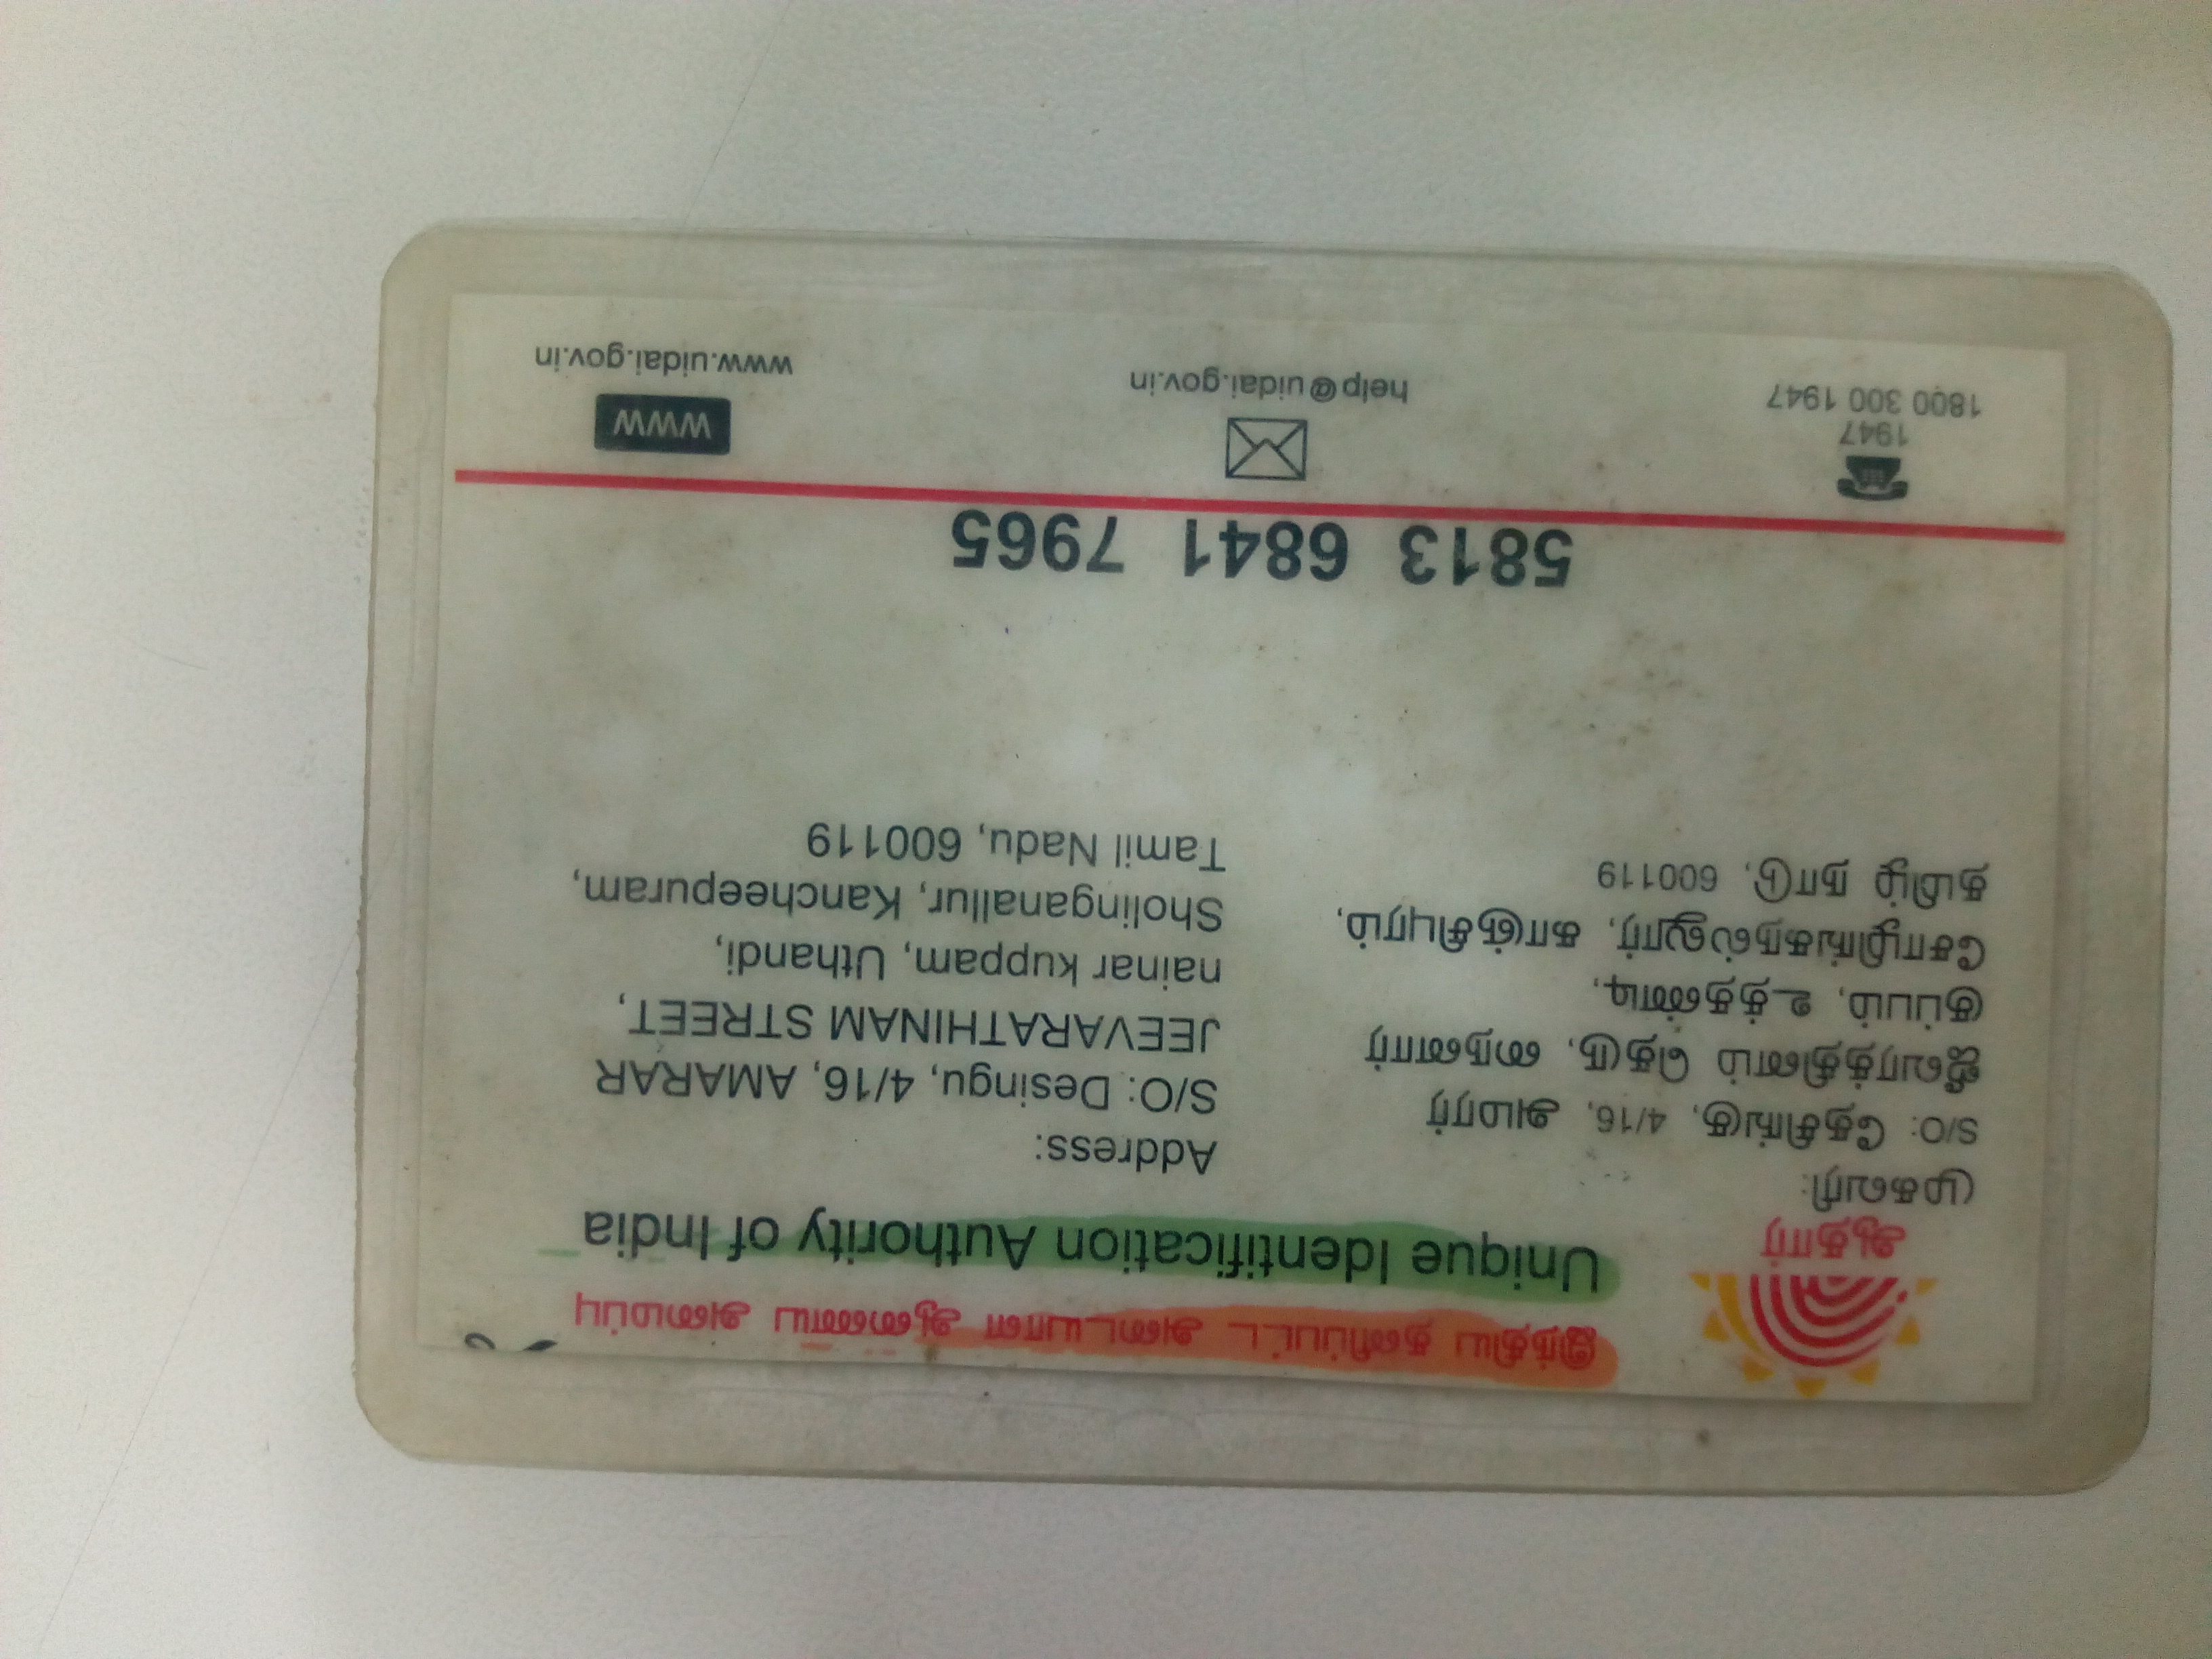 இந்திய தனிப்பட்ட அடையாள ஆணைய அமைப்பு
Unique Identification Authority of India
ஆதார்
முகவரி:
S/O: தேசிங்கு, 4/16, அமரர்
ஜீவரத்தினம் தெரு, நைனார்
குப்பம், உத்தண்டி,
சோழிங்கநல்லூர், காஞ்சிபுரம்,
தமிழ் நாடு, 600119
Address:
S/O: Desingu, 4/16, AMARAR
JEEVARATHINAM STREET,
nainar kuppam, Uthandi,
Sholinganallur, Kancheepuram,
Tamil Nadu, 600119
5813 6841 7965
1947
1800 300 1947
help@uidai.gov.in
WWW
www.uidai.gov.in